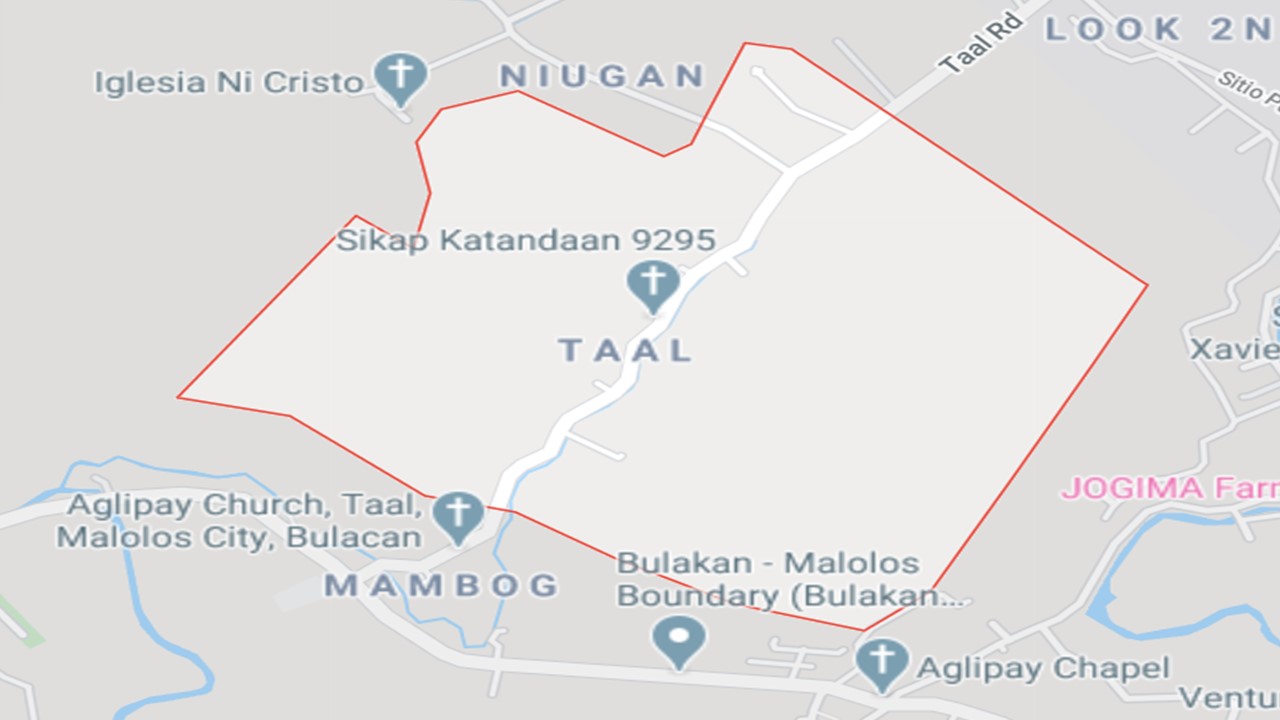 Taal Rd
LOOK 2N
Iglesia Ni Cristo
NIUGAN
Sitio
Sikap Katandaan 9295
TAAL
Xavie
JOGIMA Farr
Aglipay Church, Taal,
Malolos City, Bulacan
Bulakan - Malolos
Boundary (Bulakan...
MAMBOG
Aglipay Chapel
Ventu